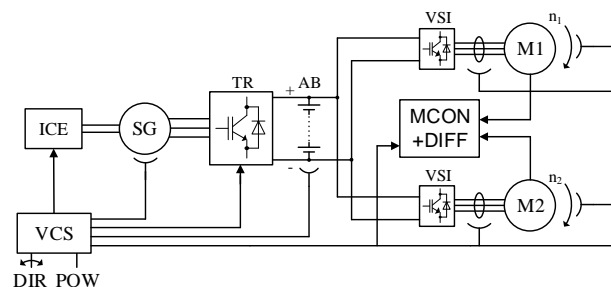 VSI
n1
M1
TR
+ AB
ICE
SG
MCON
+DIFF
-
VSI
n2
M2
VCS
DIR POW